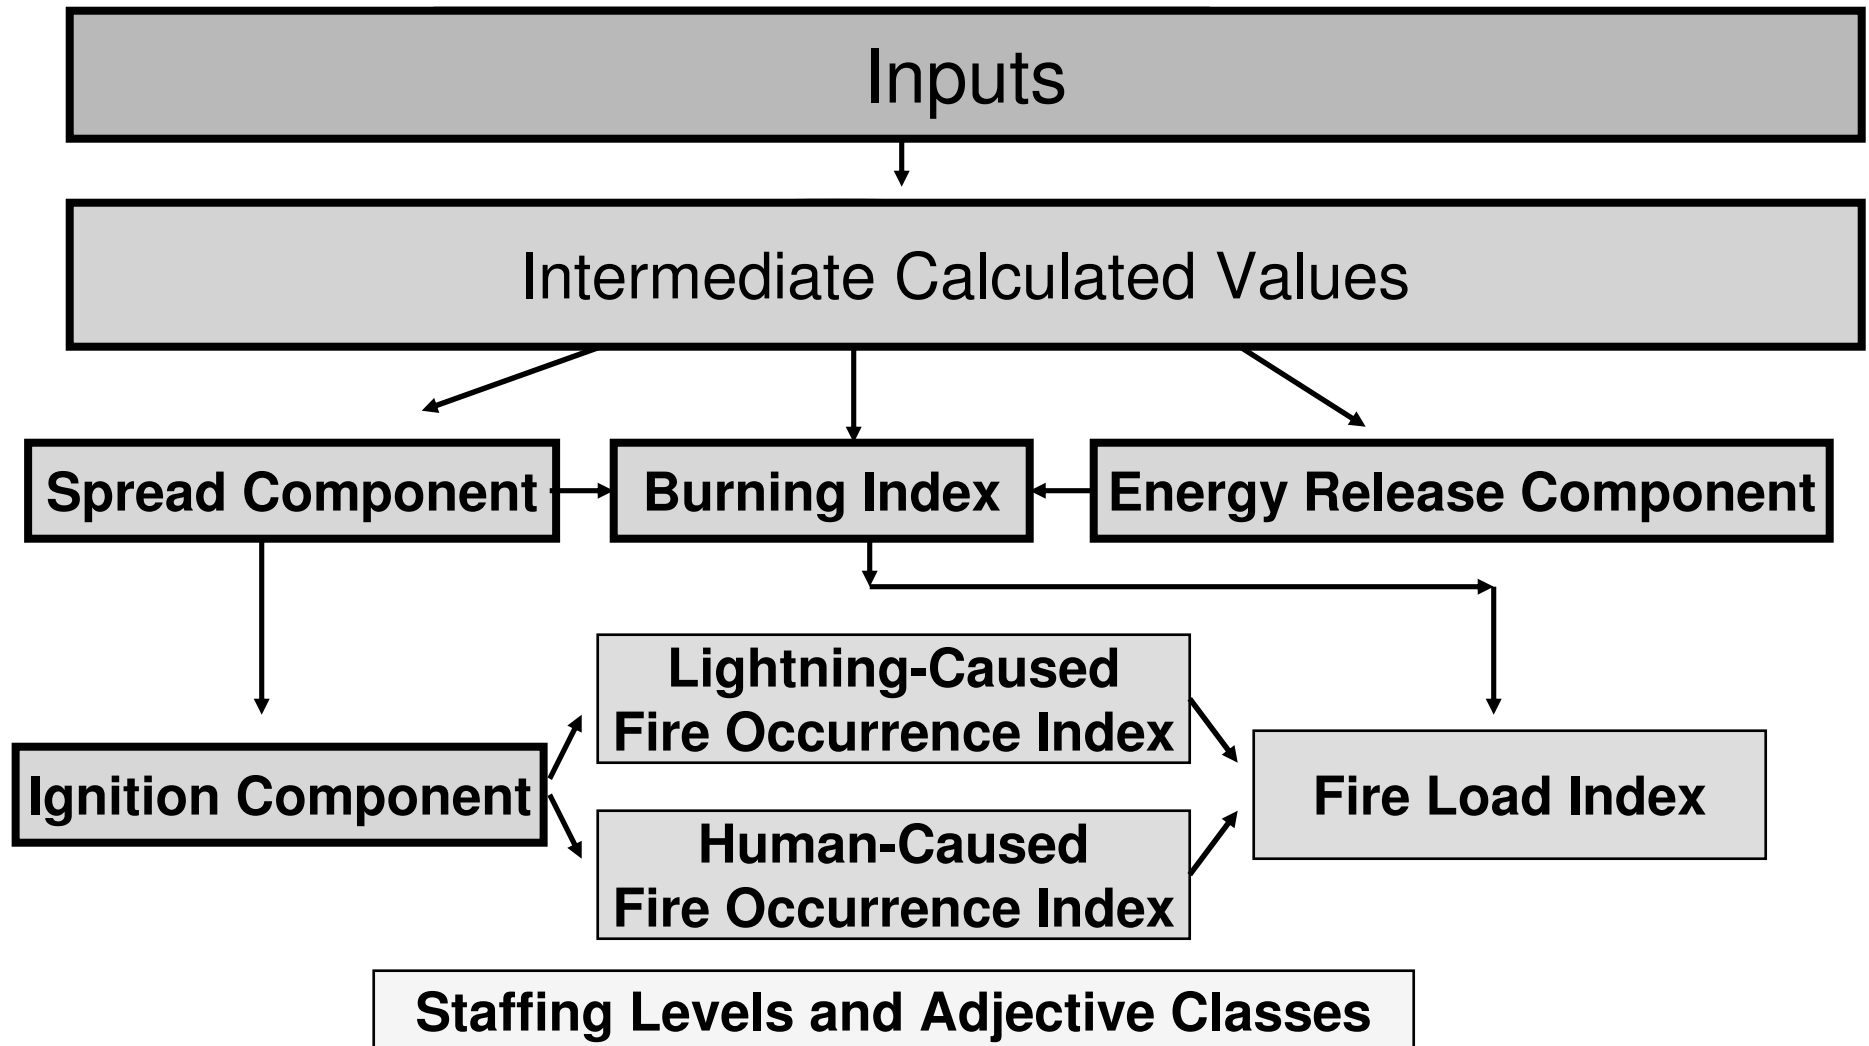 Inputs
Intermediate Calculated Values
Spread Component
Burning Index
Energy Release Component
Lightning-Caused
Fire Occurrence Index
Ignition Component
Fire Load Index
Human-Caused
Fire Occurrence Index
Staffing Levels and Adjective Classes